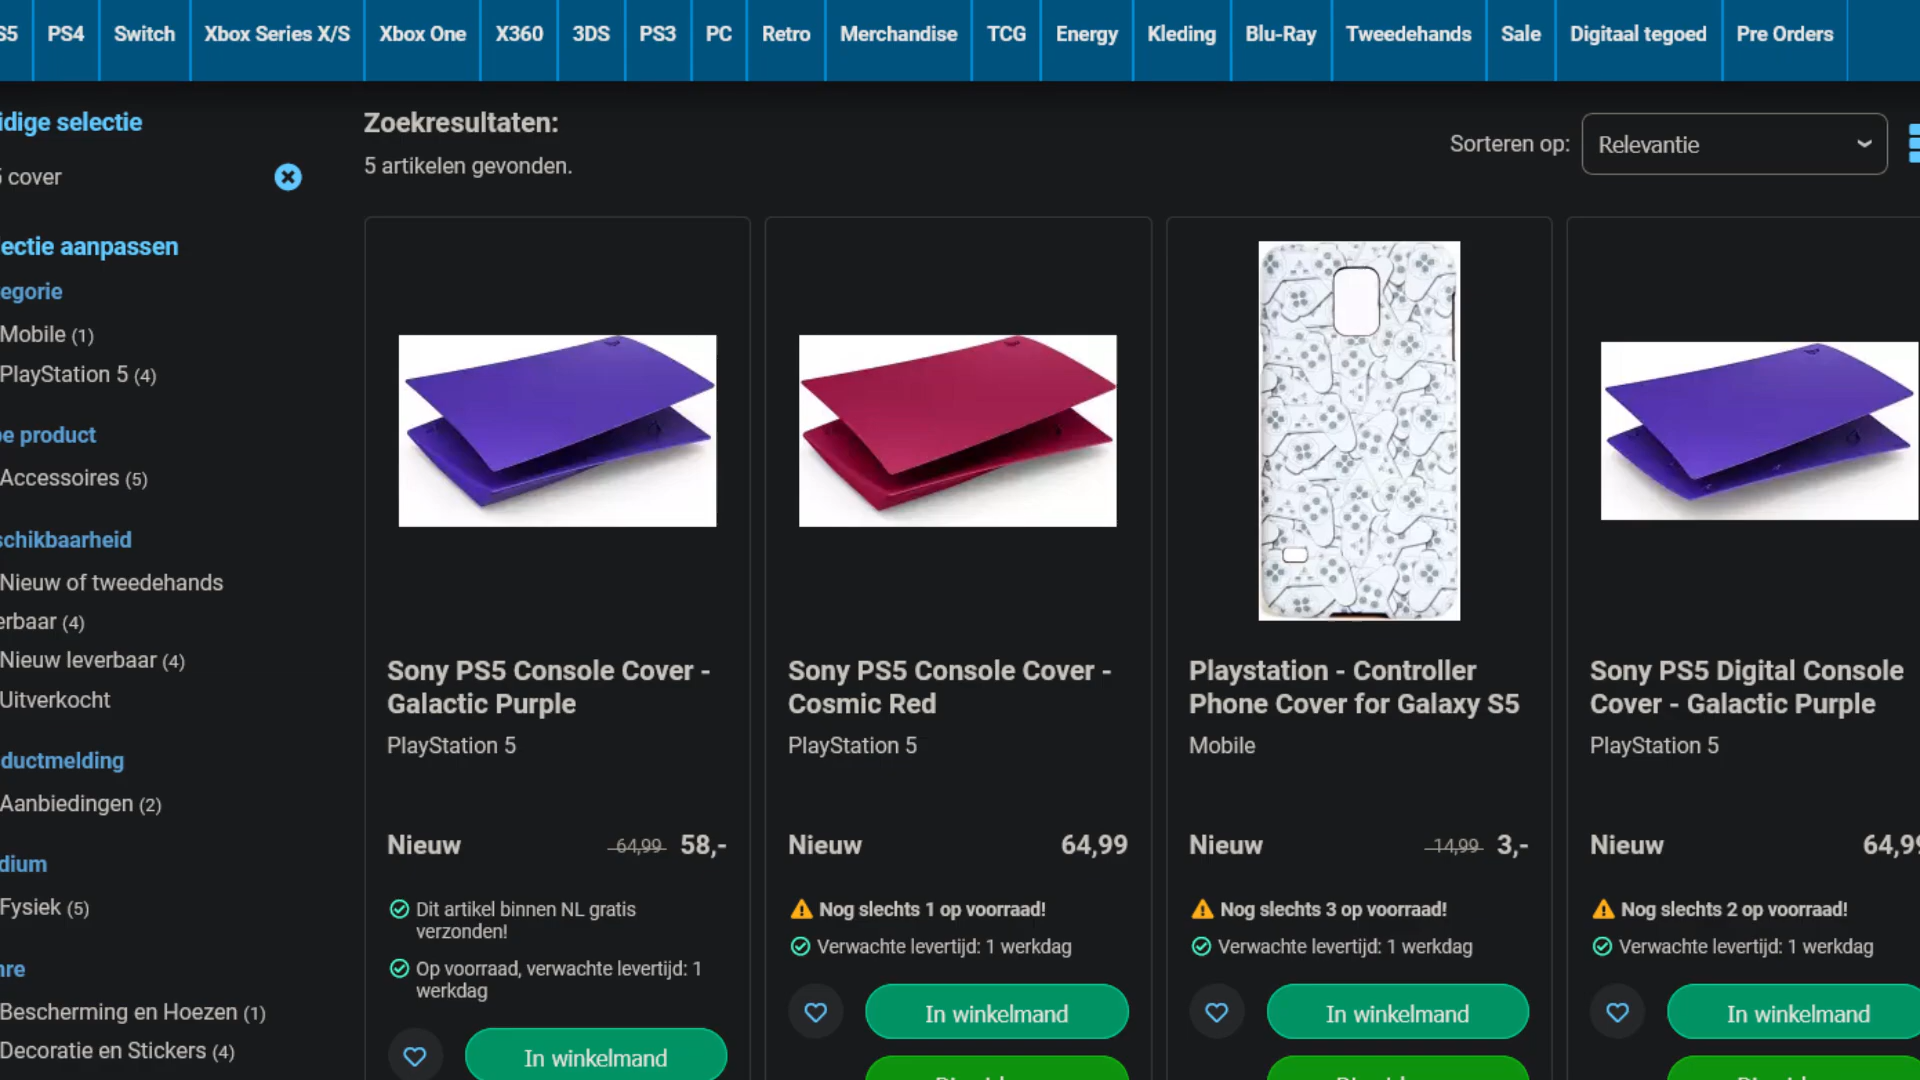 S5 PS4 Switch Xbox Series X/S Xbox One X360 3DS PS3 PC Retro Merchandise TCG Energy Kleding Blu-Ray Tweedehands Sale Digitaal tegoed Pre Orders
idige selectie
cover
ectie aanpassen
egorie
Mobile (1)
PlayStation 5 (4)
e product
Accessoires (5)
schikbaarheid
Nieuw of tweedehands
erbaar (4)
Nieuw leverbaar (4)
Uitverkocht
ductmelding
Aanbiedingen (2)
dium
Fysiek (5)
nre
Bescherming en Hoezen (1)
Decoratie en Stickers (4)
Zoekresultaten:
5 artikelen gevonden.
Sorteren op: Relevantie
Sony PS5 Console Cover -
Galactic Purple
PlayStation 5
Nieuw 64,99 58,-
Dit artikel binnen NL gratis
verzonden!
Op voorraad, verwachte levertijd: 1
werkdag
In winkelmand
Sony PS5 Console Cover -
Cosmic Red
PlayStation 5
Nieuw 64,99
Nog slechts 1 op voorraad!
Verwachte levertijd: 1 werkdag
In winkelmand
Playstation - Controller
Phone Cover for Galaxy S5
Mobile
Nieuw 14,99 3,-
Nog slechts 3 op voorraad!
Verwachte levertijd: 1 werkdag
In winkelmand
Sony PS5 Digital Console
Cover - Galactic Purple
PlayStation 5
Nieuw 64,99
Nog slechts 2 op voorraad!
Verwachte levertijd: 1 werkdag
In winkelmand